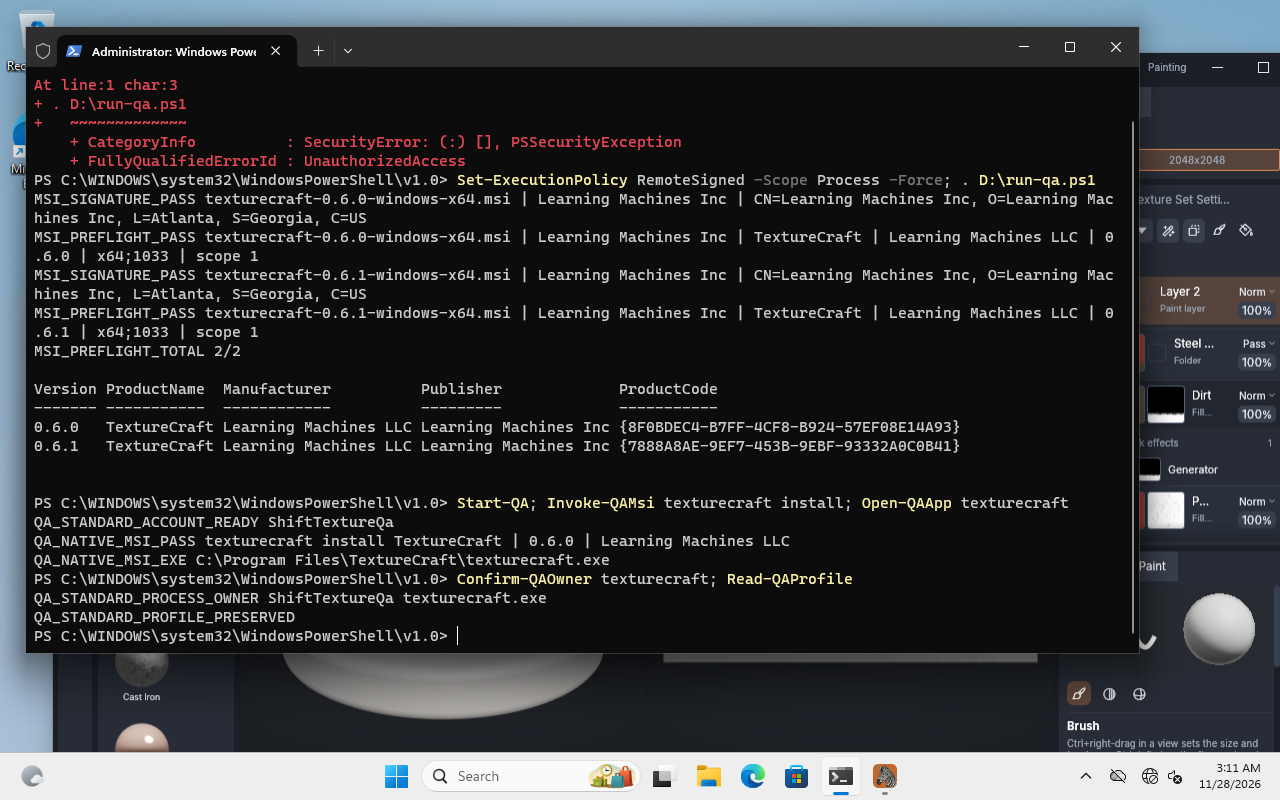 Administrator: Windows Powe
At line:1 char:3
+ . D:\run-qa.ps1
+   ~~~~~~~~~~~~~
    + CategoryInfo          : SecurityError: (:) [], PSSecurityException
    + FullyQualifiedErrorId : UnauthorizedAccess
PS C:\WINDOWS\system32\WindowsPowerShell\v1.0> Set-ExecutionPolicy RemoteSigned -Scope Process -Force; . D:\run-qa.ps1
MSI_SIGNATURE_PASS texturecraft-0.6.0-windows-x64.msi | Learning Machines Inc | CN=Learning Machines Inc, O=Learning Mac
hines Inc, L=Atlanta, S=Georgia, C=US
MSI_PREFLIGHT_PASS texturecraft-0.6.0-windows-x64.msi | Learning Machines Inc | TextureCraft | Learning Machines LLC | 0
.6.0 | x64;1033 | scope 1
MSI_SIGNATURE_PASS texturecraft-0.6.1-windows-x64.msi | Learning Machines Inc | CN=Learning Machines Inc, O=Learning Mac
hines Inc, L=Atlanta, S=Georgia, C=US
MSI_PREFLIGHT_PASS texturecraft-0.6.1-windows-x64.msi | Learning Machines Inc | TextureCraft | Learning Machines LLC | 0
.6.1 | x64;1033 | scope 1
MSI_PREFLIGHT_TOTAL 2/2
Version ProductName  Manufacturer          Publisher             ProductCode
------- -----------  ------------          ---------             -----------
0.6.0   TextureCraft Learning Machines LLC Learning Machines Inc {8F0BDEC4-B7FF-4CF8-B924-57EF08E14A93}
0.6.1   TextureCraft Learning Machines LLC Learning Machines Inc {7888A8AE-9EF7-453B-9EBF-93332A0C0B41}
PS C:\WINDOWS\system32\WindowsPowerShell\v1.0> Start-QA; Invoke-QAMsi texturecraft install; Open-QAApp texturecraft
QA_STANDARD_ACCOUNT_READY ShiftTextureQa
QA_NATIVE_MSI_PASS texturecraft install TextureCraft | 0.6.0 | Learning Machines LLC
QA_NATIVE_MSI_EXE C:\Program Files\TextureCraft\texturecraft.exe
PS C:\WINDOWS\system32\WindowsPowerShell\v1.0> Confirm-QAOwner texturecraft; Read-QAProfile
QA_STANDARD_PROCESS_OWNER ShiftTextureQa texturecraft.exe
QA_STANDARD_PROFILE_PRESERVED
PS C:\WINDOWS\system32\WindowsPowerShell\v1.0>
Painting
2048x2048
exture Set Setti...
Layer 2
Norm
Paint layer
100%
Steel ...
Pass
Folder
100%
Dirt
Norm
Fill...
100%
k effects
1
Generator
P...
Norm
Fill...
100%
Paint
Cast Iron
Brush
Ctrl+right-drag in a view sets the size and
Search
3:11 AM
11/28/2026